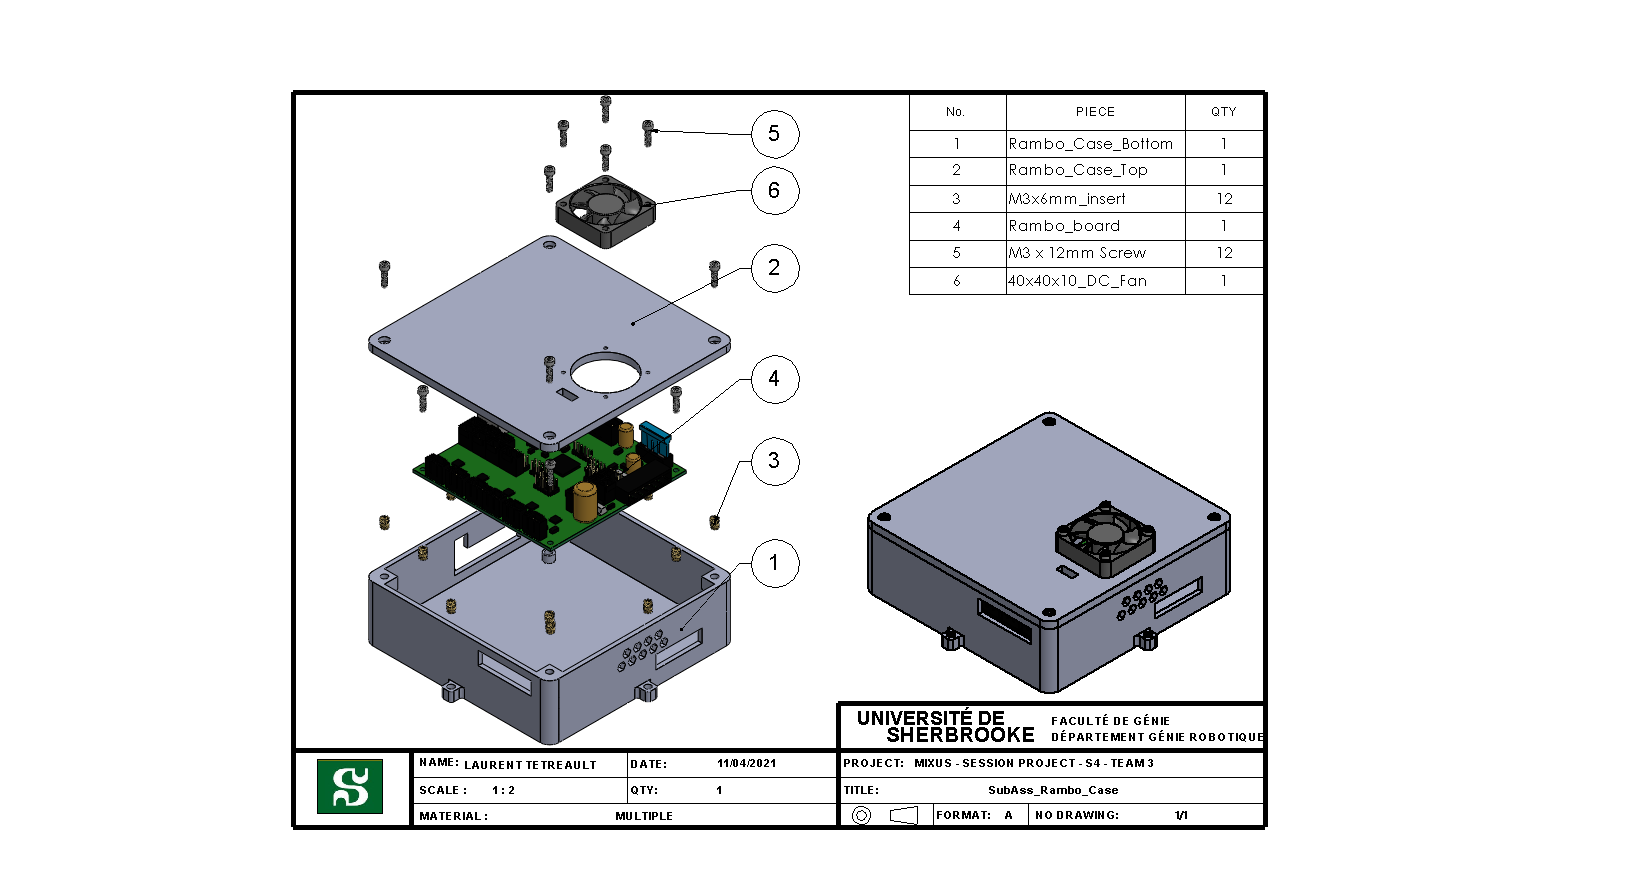 5
6
2
4
3
1
No. PIECE QTY
1 Rambo_Case_Bottom 1
2 Rambo_Case_Top 1
3 M3x6mm_insert 12
4 Rambo_board 1
5 M3 x 12mm Screw 12
6 40x40x10_DC_Fan 1
UNIVERSITÉ DE
SHERBROOKE
FACULTÉ DE GÉNIE
DÉPARTEMENT GÉNIE ROBOTIQUE
NAME: LAURENT TETREAULT DATE: 11/04/2021
SCALE : 1 : 2 QTY: 1
MATERIAL : MULTIPLE
PROJECT: MIXUS - SESSION PROJECT - S4 - TEAM 3
TITLE: SubAss_Rambo_Case
FORMAT: A NO DRAWING: 1/1